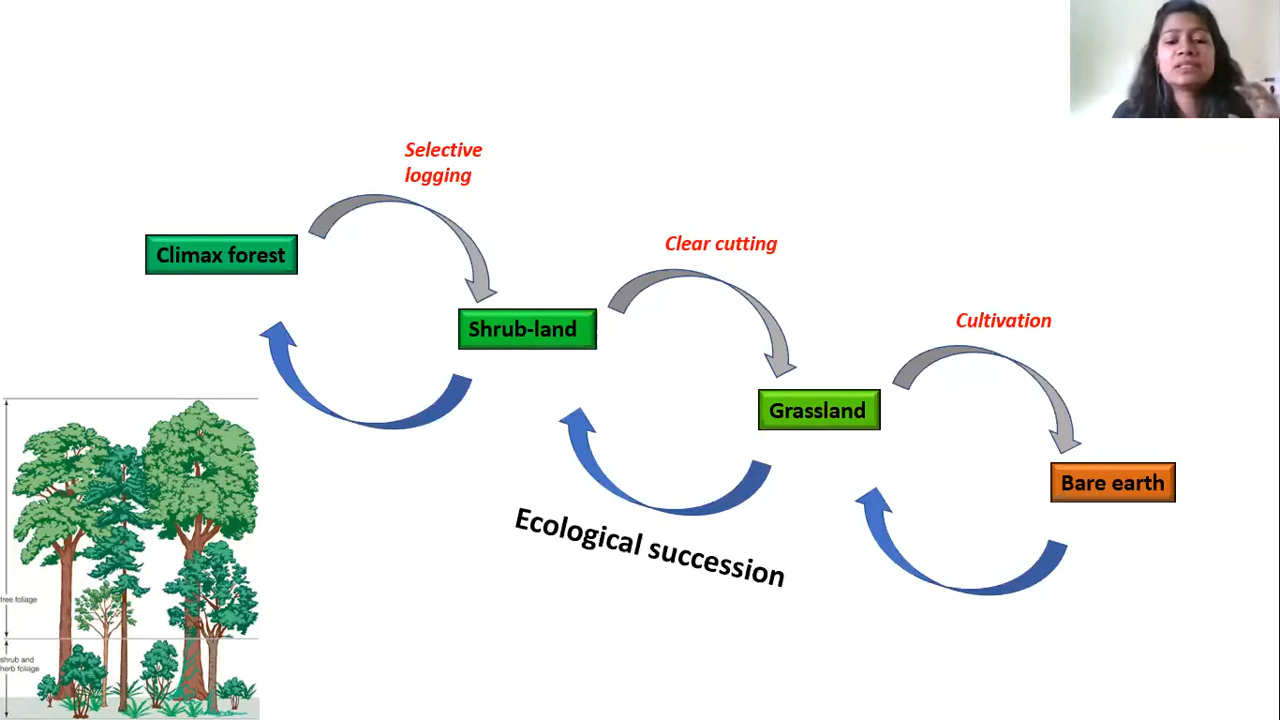 Selective
logging
Climax forest
Clear cutting
Shrub-land
Cultivation
Grassland
Bare earth
Ecological succession
tree foliage
shrub and
herb foliage